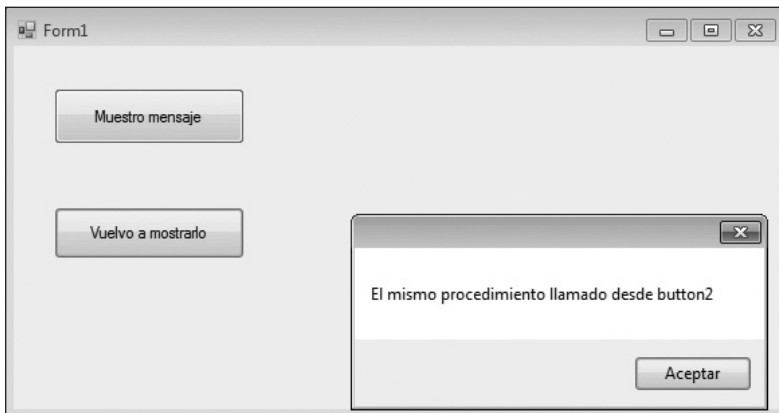 Form1
Muestro mensaje
Vuelvo a mostrarlo
El mismo procedimiento llamado desde button2
Aceptar